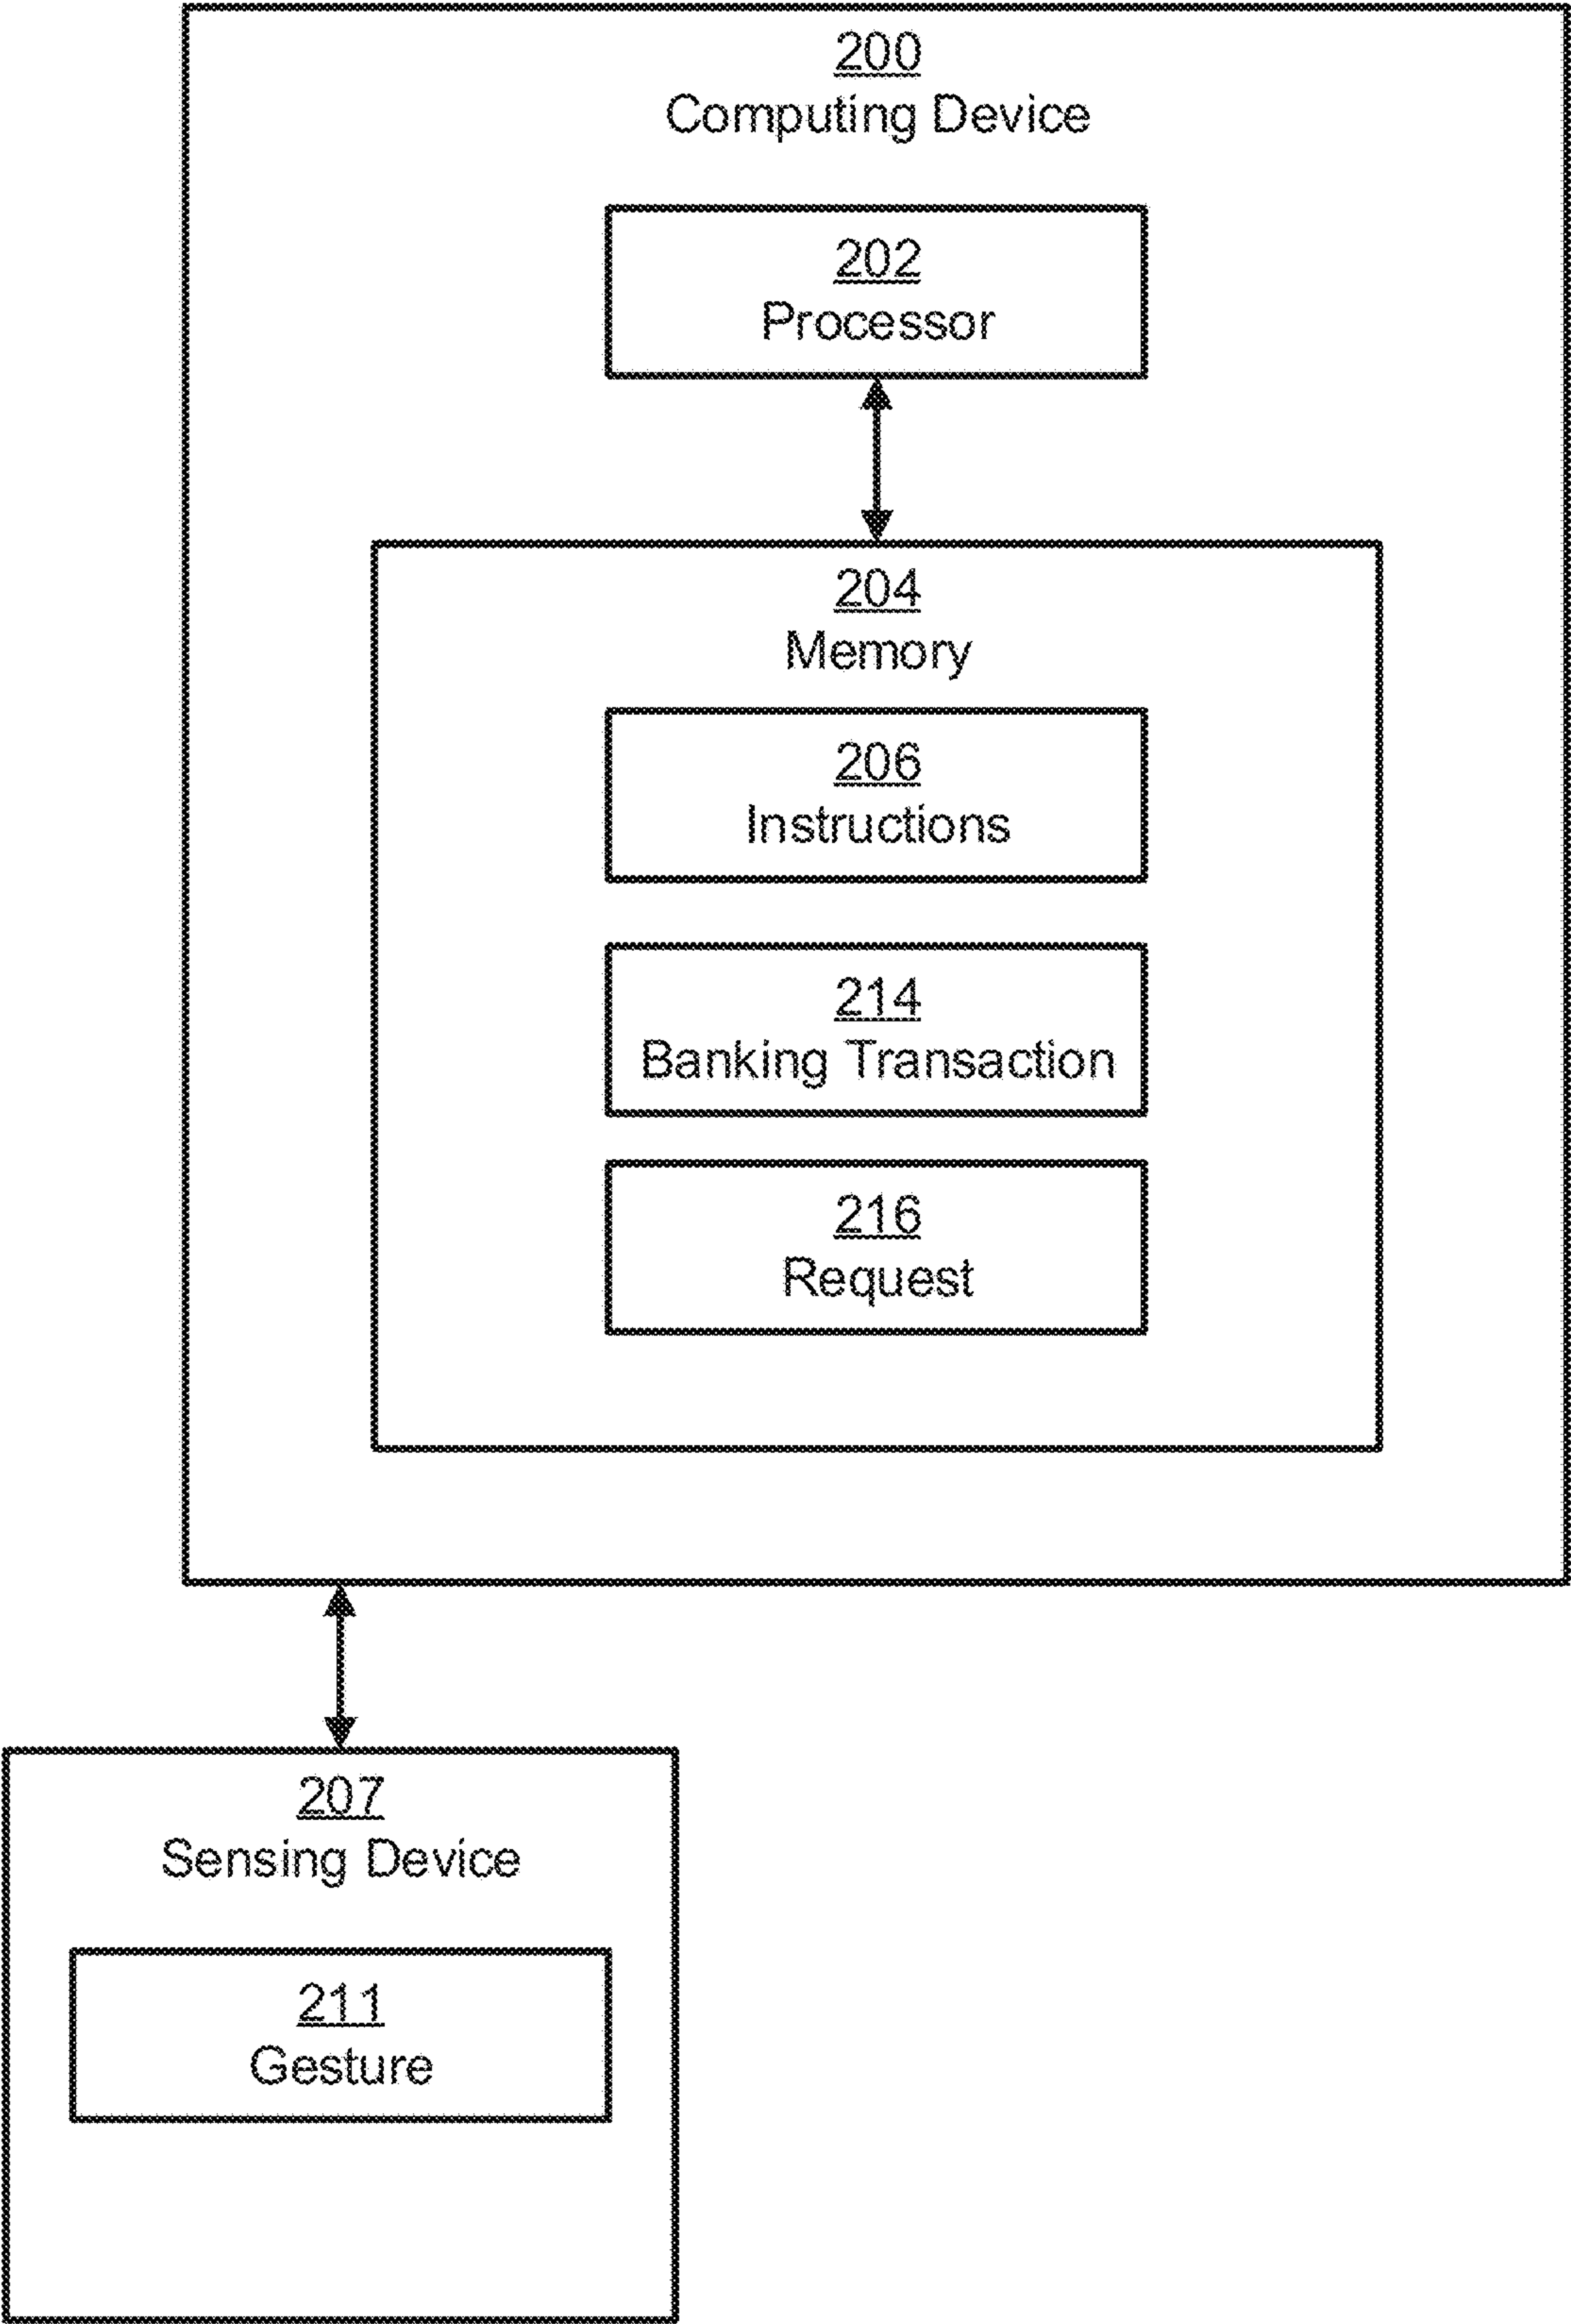 200
Computing Device
202
Processor
204
Memory
206
Instructions
214
Banking Transaction
216
Request
207
Sensing Device
211
Gesture